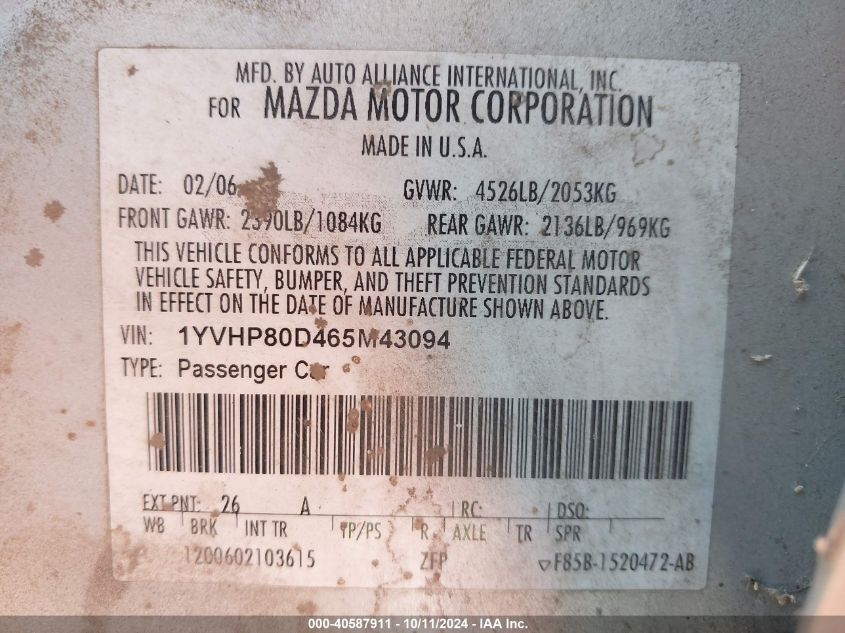 MFD. BY AUTO ALLIANCE INTERNATIONAL, INC.
FOR MAZDA MOTOR CORPORATION
MADE IN U.S.A.
DATE: 02/06 GVWR: 4526LB/2053KG
FRONT GAWR: 2390LB/1084KG REAR GAWR: 2136LB/969KG
THIS VEHICLE CONFORMS TO ALL APPLICABLE FEDERAL MOTOR
VEHICLE SAFETY, BUMPER, AND THEFT PREVENTION STANDARDS
IN EFFECT ON THE DATE OF MANUFACTURE SHOWN ABOVE.
VIN: 1YVHP80D465M43094
TYPE: Passenger Car
EXT PNT: 26 A RC: DSO:
WB BRK INT TR TP/PS R AXLE TR SPR
1200602103615 ZFP F85B-1520472-AB
000-40587911 - 10/11/2024 - IAA Inc.